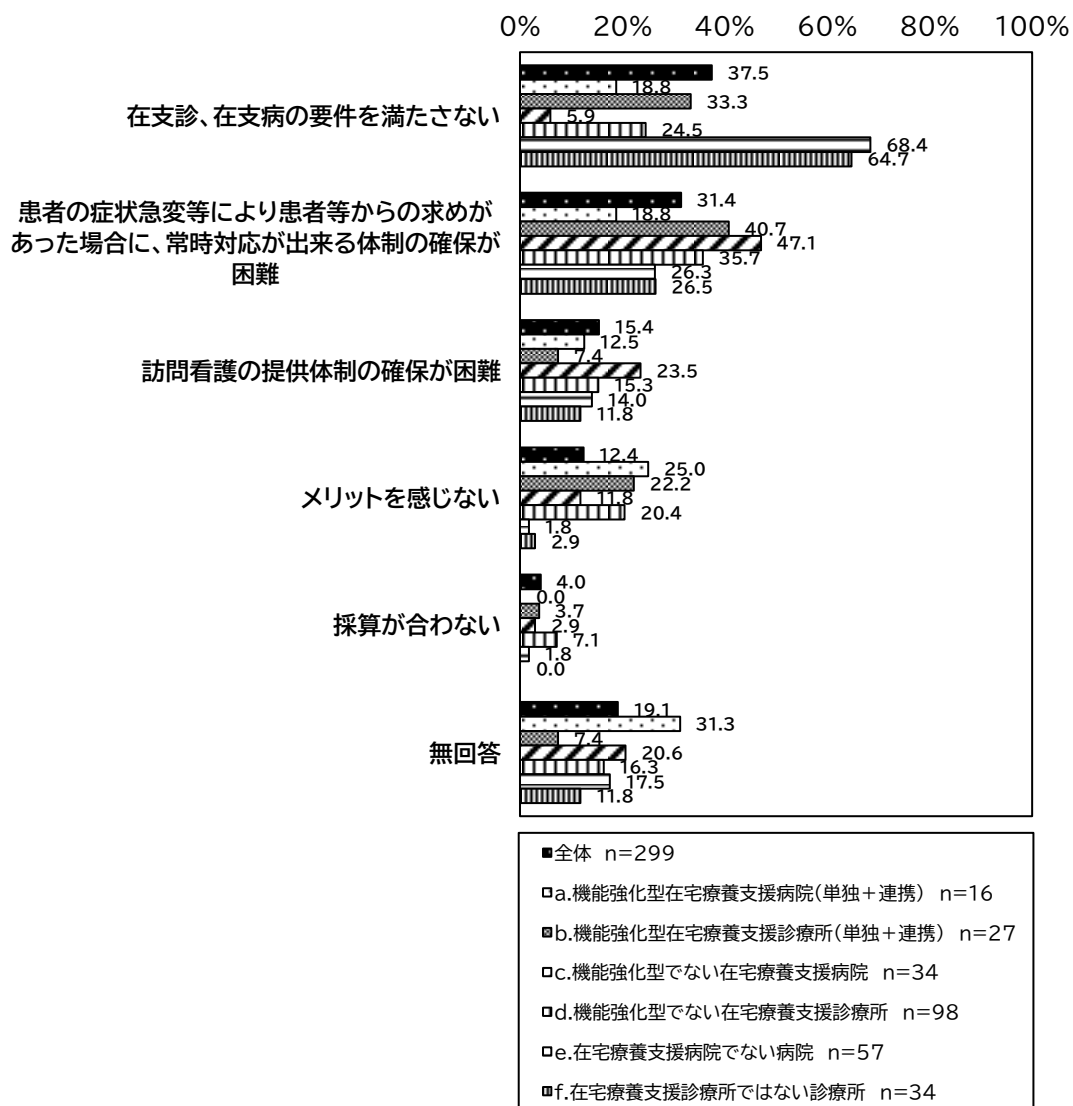 0% 20% 40% 60% 80% 100%
在支診、在支病の要件を満たさない
37.5
18.8
33.3
5.9
24.5
68.4
64.7
患者の症状急変等により患者等からの求めが
あった場合に、常時対応が出来る体制の確保が
困難
31.4
18.8
40.7
47.1
35.7
26.3
26.5
訪問看護の提供体制の確保が困難
15.4
12.5
7.4
23.5
15.3
14.0
11.8
メリットを感じない
12.4
25.0
22.2
11.8
20.4
1.8
2.9
採算が合わない
4.0
0.0
3.7
2.9
7.1
1.8
0.0
無回答
19.1
31.3
7.4
20.6
16.3
17.5
11.8
全体 n=299
a.機能強化型在宅療養支援病院(単独+連携) n=16
b.機能強化型在宅療養支援診療所(単独+連携) n=27
c.機能強化型でない在宅療養支援病院 n=34
d.機能強化型でない在宅療養支援診療所 n=98
e.在宅療養支援病院でない病院 n=57
f.在宅療養支援診療所ではない診療所 n=34